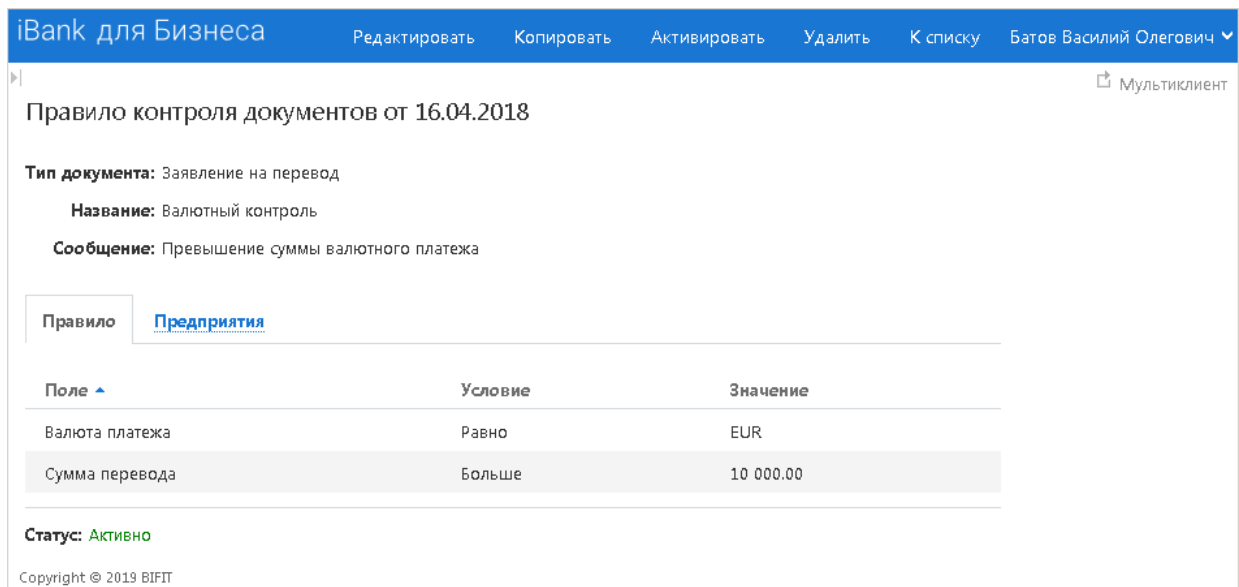 iBank для Бизнеса Редактировать Копировать Активировать Удалить К списку Батов Василий Олегович
Мультиклиент
Правило контроля документов от 16.04.2018
Тип документа: Заявление на перевод
Название: Валютный контроль
Сообщение: Превышение суммы валютного платежа
Правило Предприятия
Поле Условие Значение
Валюта платежа Равно EUR
Сумма перевода Больше 10 000.00
Статус: Активно
Copyright © 2019 BIFIT